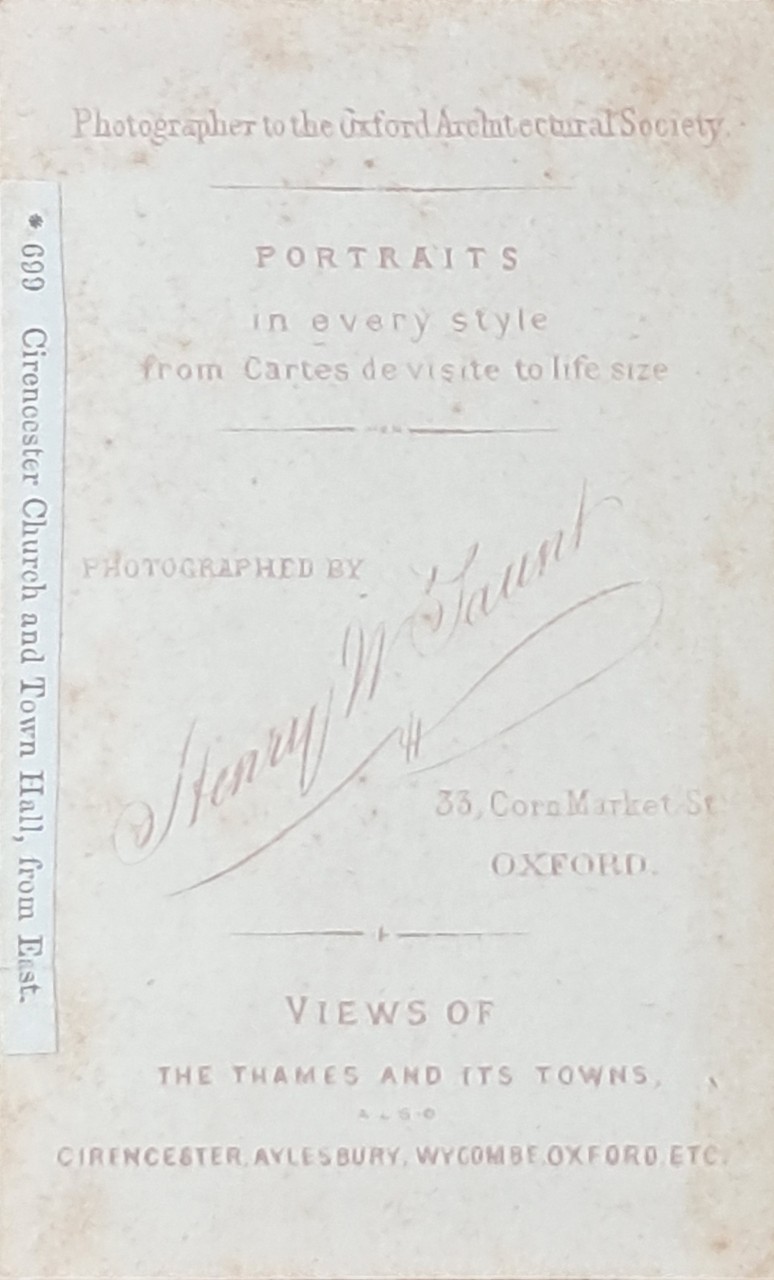 Photographer to the Oxford Architectural Society.
PORTRAITS
in every style
from Cartes de visite to life size
PHOTOGRAPHED BY
Henry W Taunt
33, Corn Market St
OXFORD.
VIEWS OF
THE THAMES AND ITS TOWNS,
ALSO
CIRENCESTER, AYLESBURY, WYCOMBE, OXFORD, ETC.
* 699 Cirencester Church and Town Hall, from East.